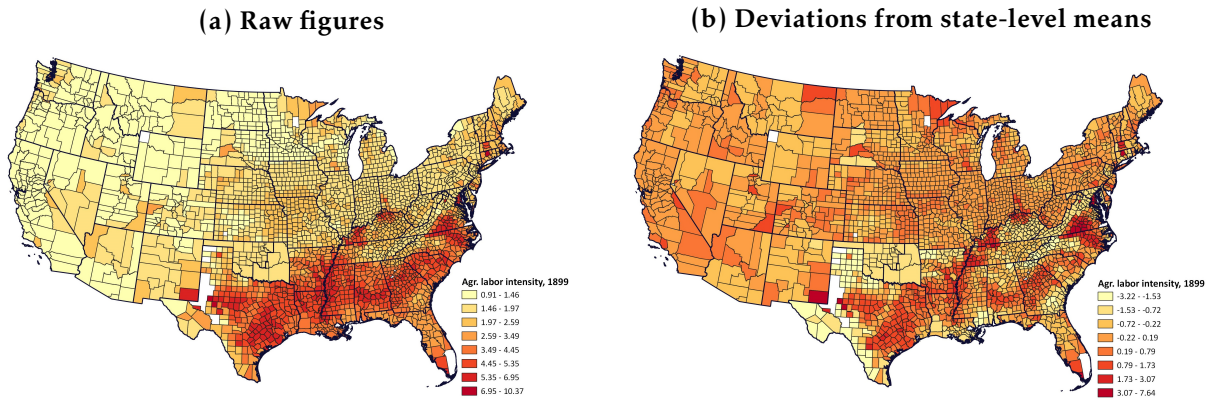 (a) Raw figures
Agr. labor intensity, 1899
0.91 - 1.46
1.46 - 1.97
1.97 - 2.59
2.59 - 3.49
3.49 - 4.45
4.45 - 5.35
5.35 - 6.95
6.95 - 10.37
(b) Deviations from state-level means
Agr. labor intensity, 1899
-3.22 - -1.53
-1.53 - -0.72
-0.72 - -0.22
-0.22 - 0.19
0.19 - 0.79
0.79 - 1.73
1.73 - 3.07
3.07 - 7.64